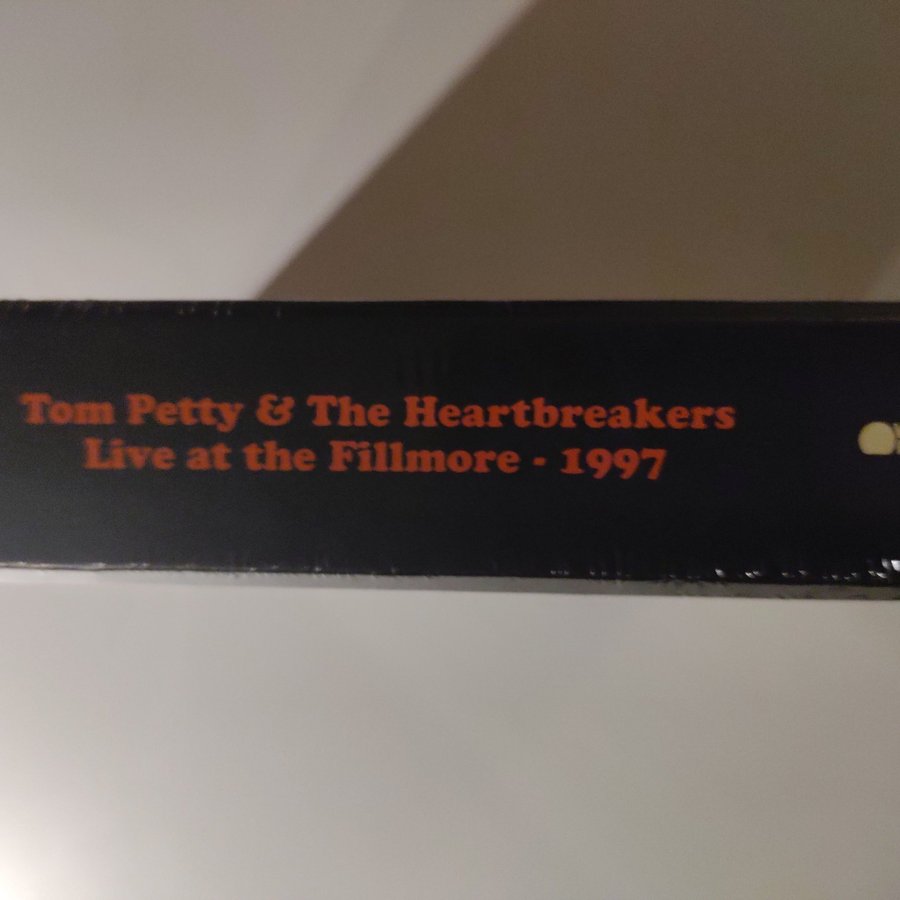 Tom Petty & The Heartbreakers
Live at the Fillmore - 1997